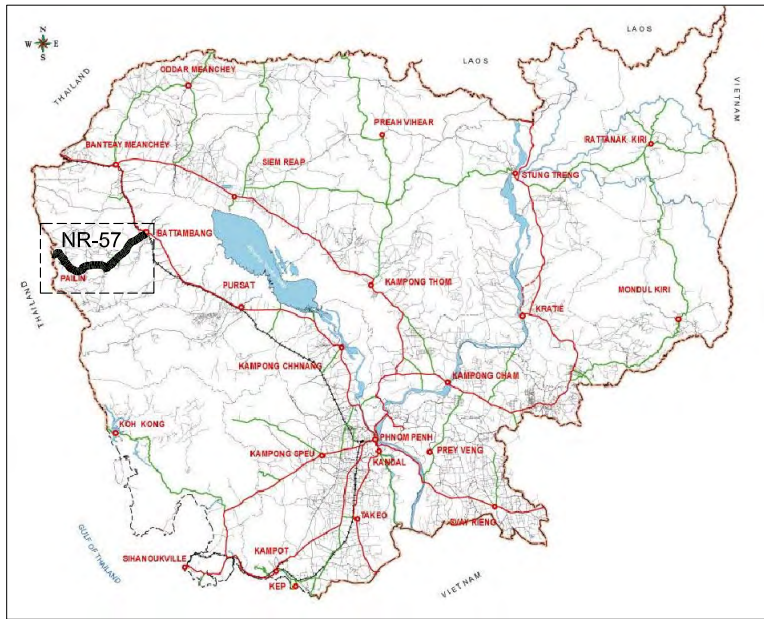 N
W E
S
LAOS
LAOS
THAILAND
VIETNAM
ODDAR MEANCHEY
PREAH VIHEAR
RATTANAK KIRI
BANTEAY MEANCHEY
SIEM REAP
STUNG TRENG
BATTAMBANG
NR-57
PAILIN
THAILAND
PURSAT
KAMPONG THOM
MONDUL KIRI
KRATIE
KAMPONG CHHNANG
KAMPONG CHAM
KOH KONG
PHNOM PENH
KAMPONG SPEU
KANDAL
PREY VENG
SVAY RIENG
TAKEO
GULF OF THAILAND
SIHANOUKVILLE
KAMPOT
KEP
VIETNAM